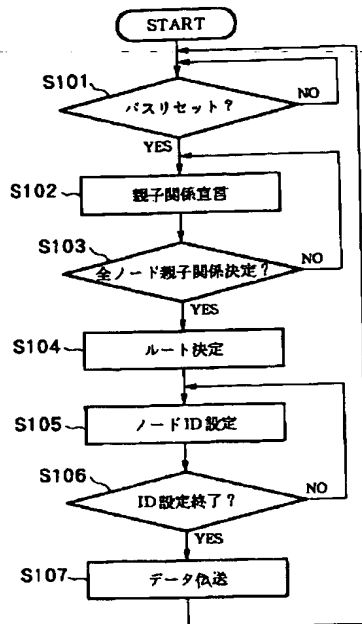 START
S101
バスリセット?
NO
YES
S102
親子関係宣言
S103
全ノード親子関係決定?
NO
YES
S104
ルート決定
S105
ノードID設定
S106
ID設定終了?
NO
YES
S107
データ伝送